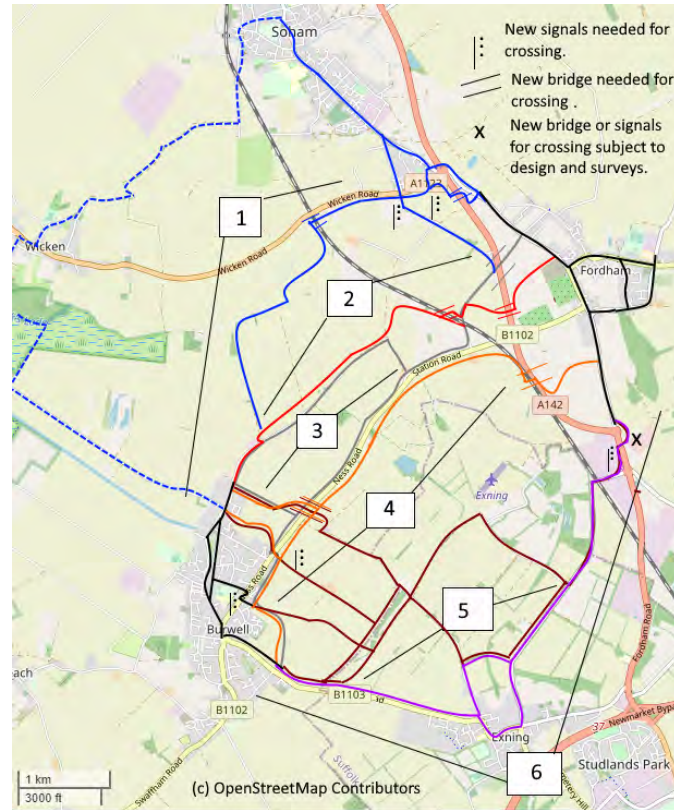 Soham
New signals needed for
crossing.
New bridge needed for
crossing .
X
New bridge or signals
for crossing subject to
design and surveys.
A1123
Wicken Road
1
Wicken
Wicken Road
Fordham
2
B1102
Station Road
A142
3
X
Ness Road
Exning
4
5
Burwell
Fordham Road
B1103
B1102
37
Newmarket Bypa
Exning
Suffolk
6
Studlands Park
Swaffham Road
1 km
3000 ft
(c) OpenStreetMap Contributors